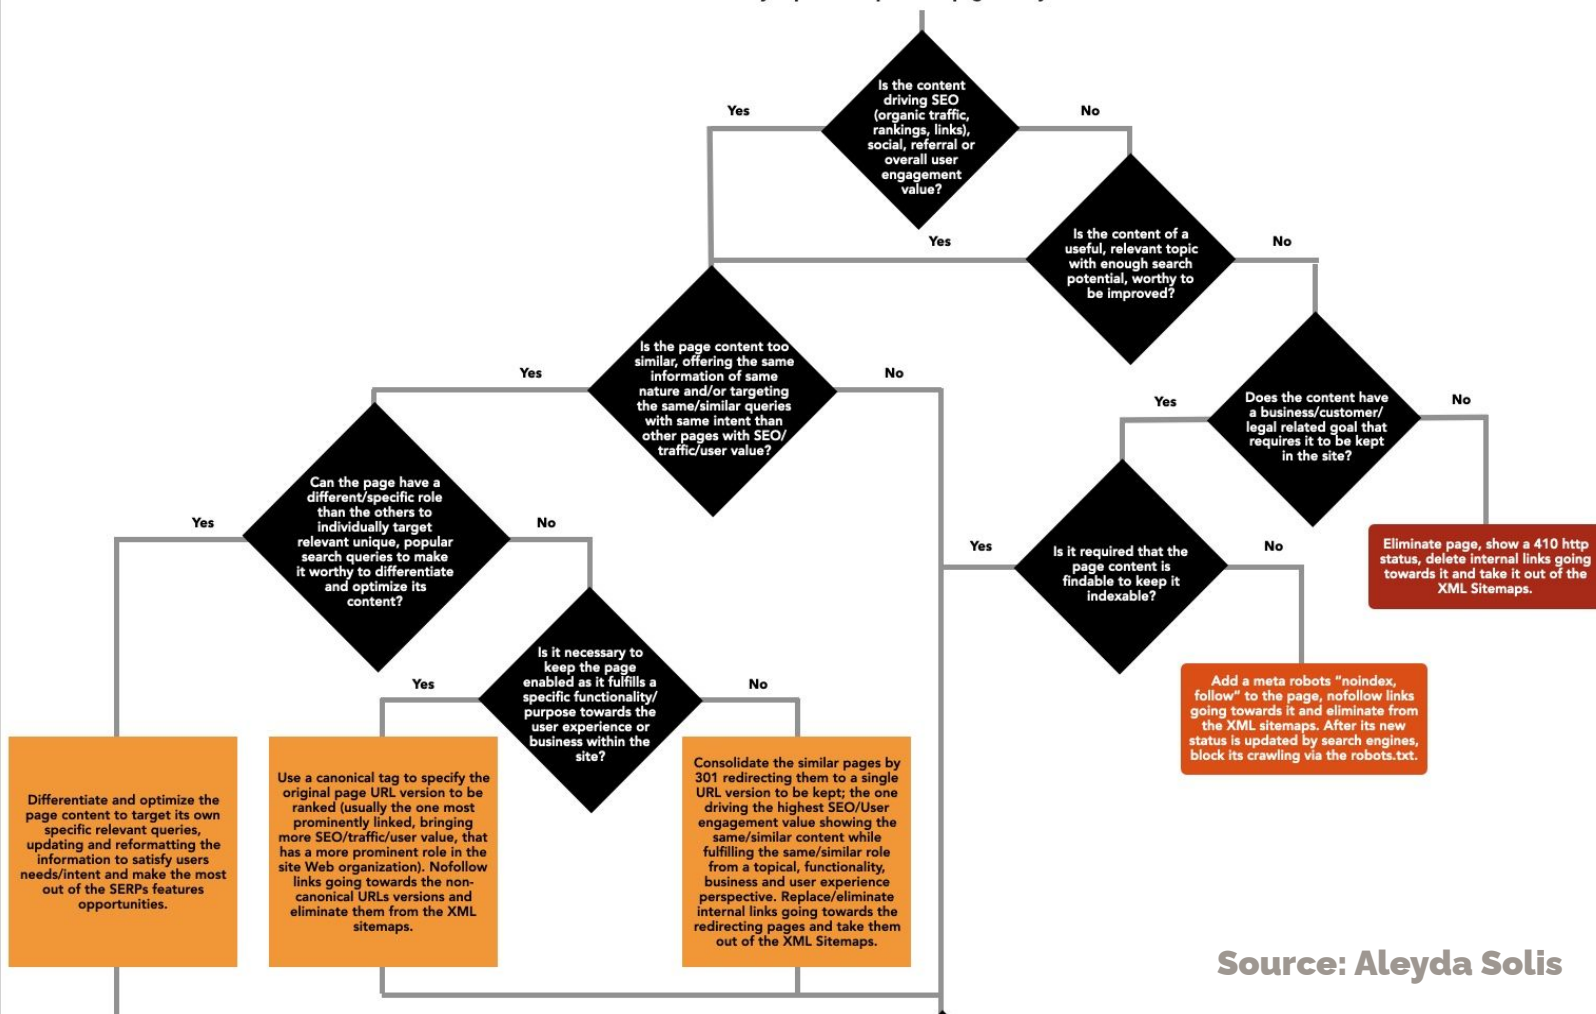 Is the content
driving SEO
(organic traffic,
rankings, links),
social, referral or
overall user
engagement
value?
Yes
No
Is the content of a
useful, relevant topic
with enough search
potential, worthy to
be improved?
Yes
No
Is the page content too
similar, offering the same
information of same
nature and/or targeting
the same/similar queries
with same intent than
other pages with SEO/
traffic/user value?
Yes
No
Does the content have
a business/customer/
legal related goal that
requires it to be kept
in the site?
Yes
No
Can the page have a
different/specific role
than the others to
individually target
relevant unique, popular
search queries to make
it worthy to differentiate
and optimize its
content?
Yes
No
Is it required that the
page content is
findable to keep it
indexable?
Yes
No
Eliminate page, show a 410 http
status, delete internal links going
towards it and take it out of the
XML Sitemaps.
Is it necessary to
keep the page
enabled as it fulfills a
specific functionality/
purpose towards the
user experience or
business within the
site?
Yes
No
Add a meta robots “noindex,
follow” to the page, nofollow links
going towards it and eliminate from
the XML sitemaps. After its new
status is updated by search engines,
block its crawling via the robots.txt.
Differentiate and optimize the
page content to target its own
specific relevant queries,
updating and reformatting the
information to satisfy users
needs/intent and make the most
out of the SERPs features
opportunities.
Use a canonical tag to specify the
original page URL version to be
ranked (usually the one most
prominently linked, bringing
more SEO/traffic/user value, that
has a more prominent role in the
site Web organization). Nofollow
links going towards the non-
canonical URLs versions and
eliminate them from the XML
sitemaps.
Consolidate the similar pages by
301 redirecting them to a single
URL version to be kept; the one
driving the highest SEO/User
engagement value showing the
same/similar content while
fulfilling the same/similar role
from a topical, functionality,
business and user experience
perspective. Replace/eliminate
internal links going towards the
redirecting pages and take them
out of the XML Sitemaps.
Source: Aleyda Solis